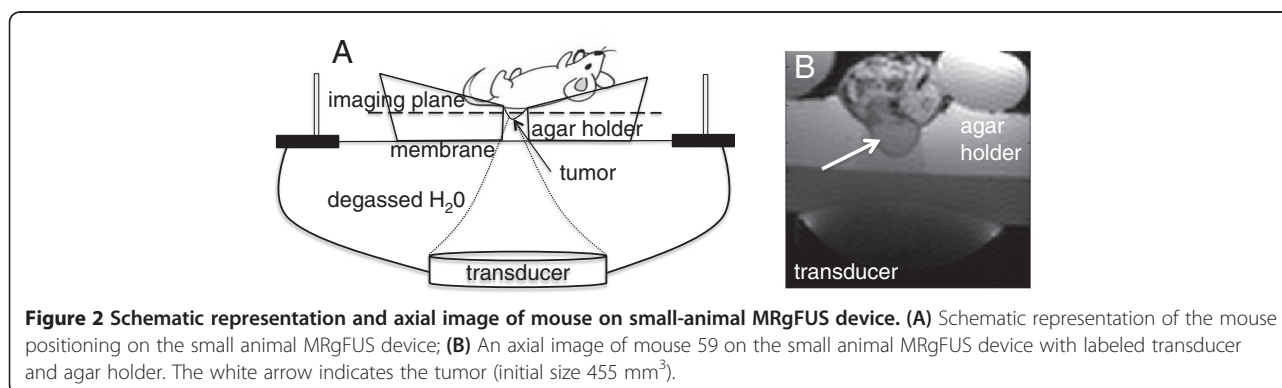 A
imaging plane
agar holder
membrane
tumor
degassed H₂0
transducer
B
agar
holder
transducer
Figure 2 Schematic representation and axial image of mouse on small-animal MRgFUS device. (A) Schematic representation of the mouse
positioning on the small animal MRgFUS device; (B) An axial image of mouse 59 on the small animal MRgFUS device with labeled transducer
and agar holder. The white arrow indicates the tumor (initial size 455 mm³).